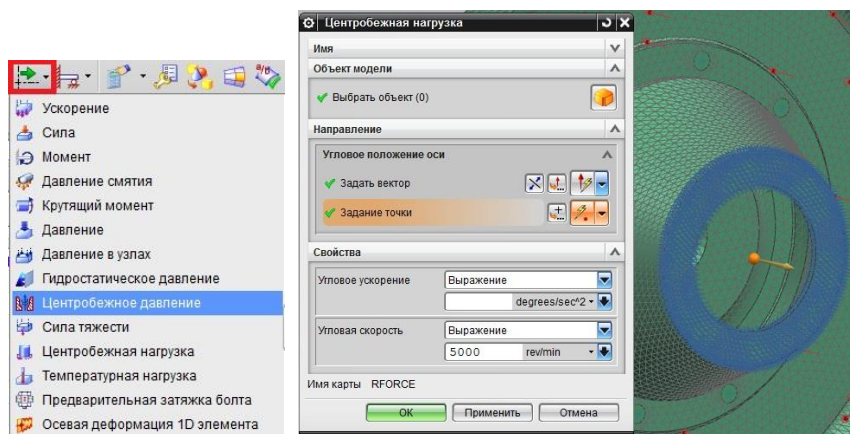 a/b
Ускорение
Сила
Момент
Давление смятия
Крутящий момент
Давление
Давление в узлах
Гидростатическое давление
Центробежное давление
Сила тяжести
Центробежная нагрузка
Температурная нагрузка
Предварительная затяжка болта
Осевая деформация 1D элемента
Центробежная нагрузка
Имя
Объект модели
Выбрать объект (0)
Направление
Угловое положение оси
Задать вектор
Задание точки
Свойства
Угловое ускорение Выражение
degrees/sec^2
Угловая скорость Выражение
5000 rev/min
Имя карты RFORCE
OK Применить Отмена